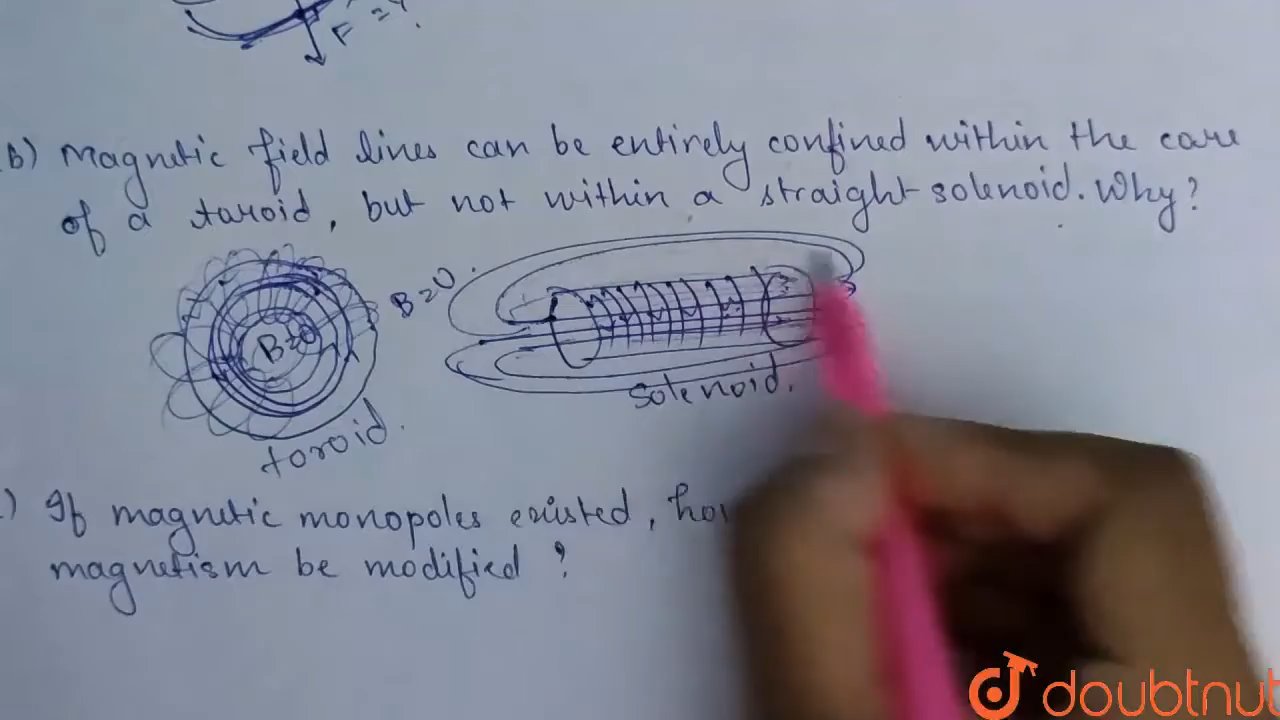 F = ?
B) Magnetic field lines can be entirely confined within the core
of a toroid, but not within a straight solenoid. Why?
B=0
B=0
solenoid.
toroid.
) If magnetic monopoles existed,
magnetism be modified ?
doubtnut